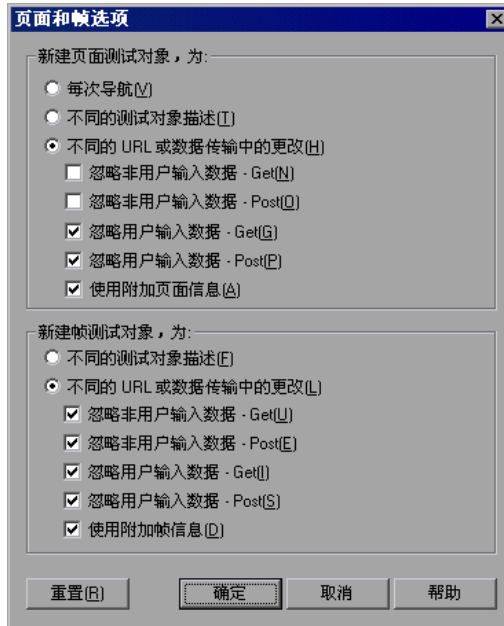 页面和帧选项
新建页面测试对象，为:
每次导航(V)
不同的测试对象描述(T)
不同的 URL 或数据传输中的更改(H)
忽略非用户输入数据 - Get(N)
忽略非用户输入数据 - Post(O)
忽略用户输入数据 - Get(G)
忽略用户输入数据 - Post(P)
使用附加页面信息(A)
新建帧测试对象，为:
不同的测试对象描述(F)
不同的 URL 或数据传输中的更改(L)
忽略非用户输入数据 - Get(U)
忽略非用户输入数据 - Post(E)
忽略用户输入数据 - Get(I)
忽略用户输入数据 - Post(S)
使用附加帧信息(D)
重置(R) 确定 取消 帮助